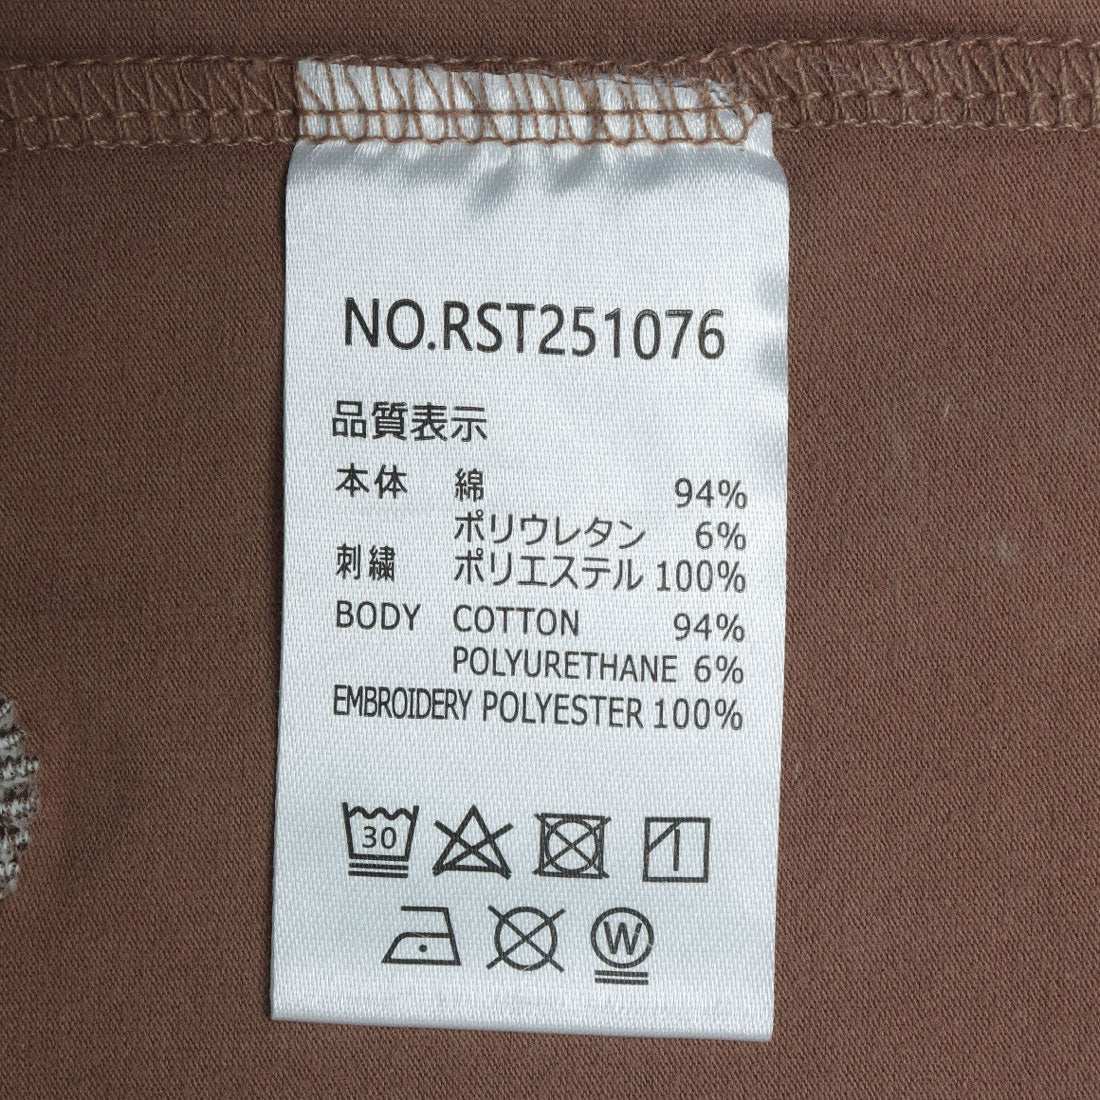 NO.RST251076
品質表示
本体 綿 94%
ポリウレタン 6%
刺繍 ポリエステル 100%
BODY COTTON 94%
POLYURETHANE 6%
EMBROIDERY POLYESTER 100%
30
W